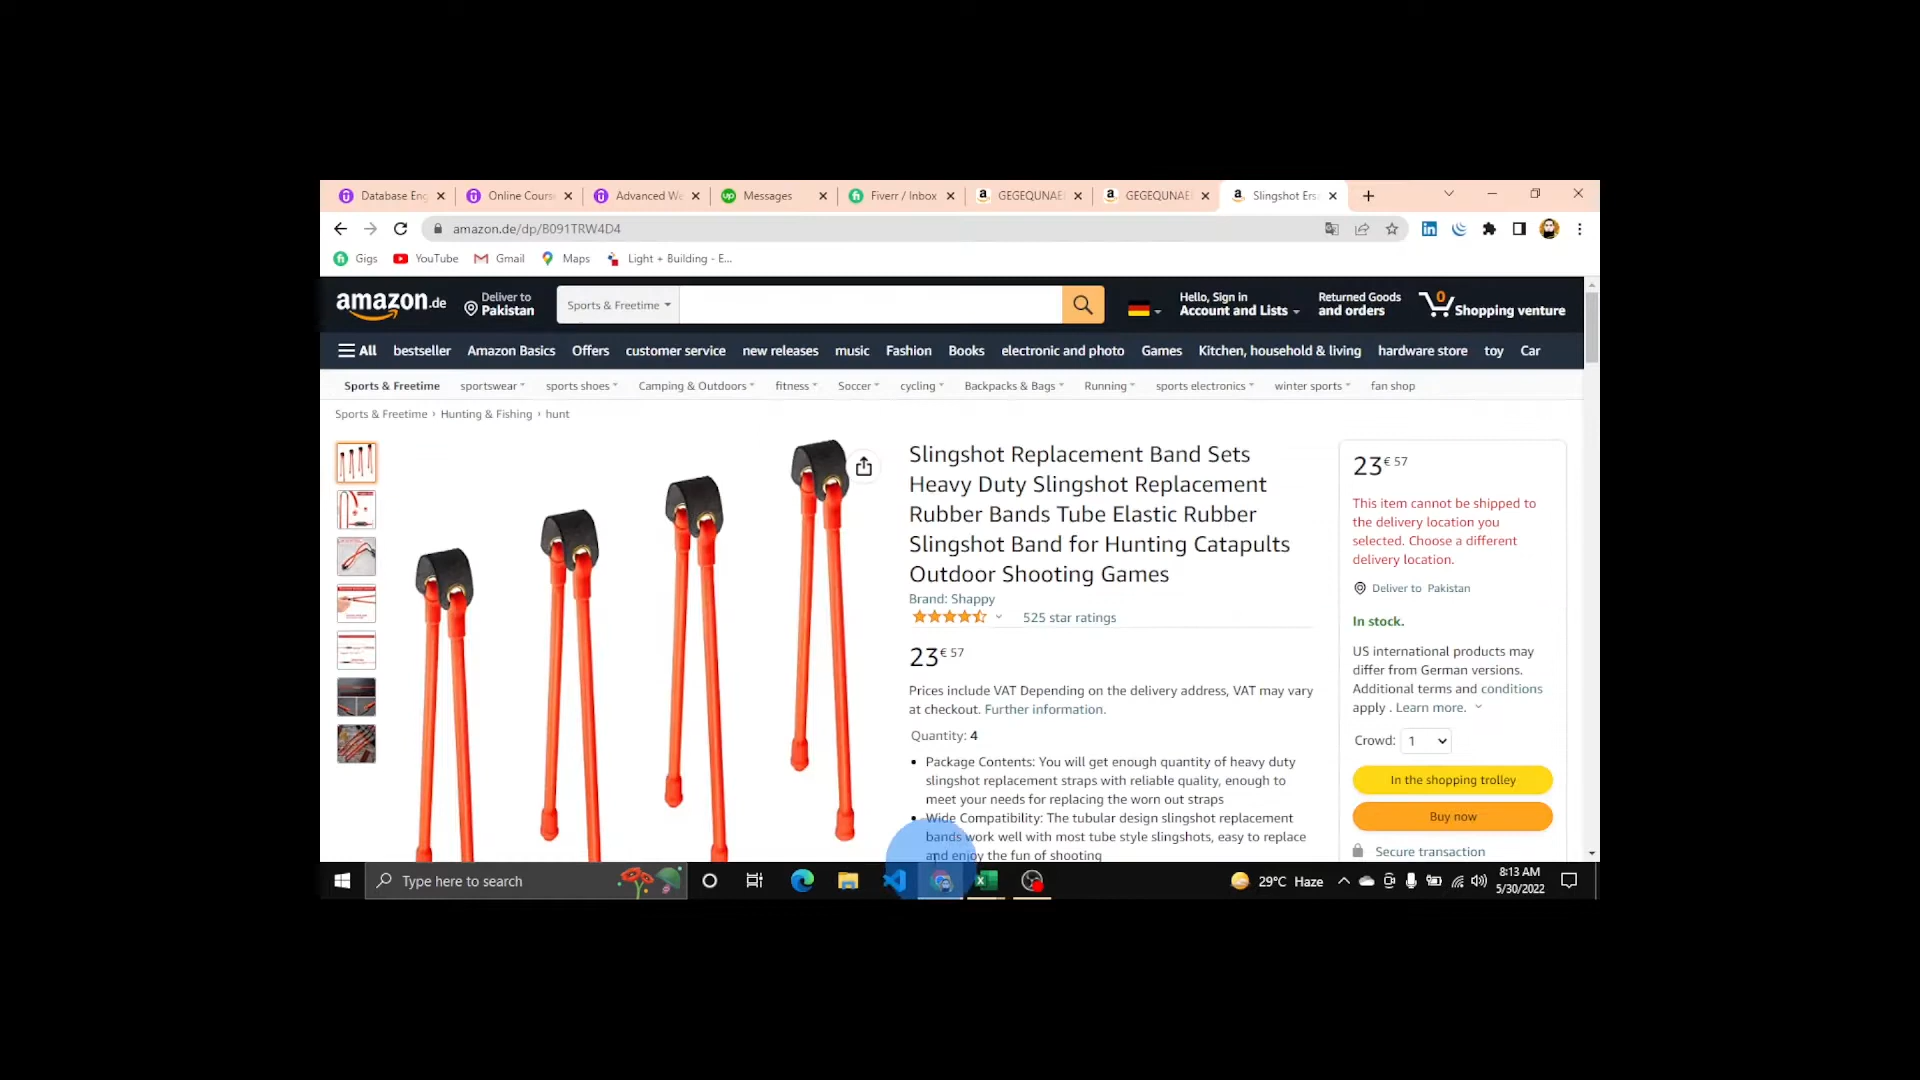 Database Eng
Online Cours
Advanced We
Messages
Fiverr / Inbox
GEGEQUNAE
GEGEQUNAE
Slingshot Ers
amazon.de/dp/B091TRW4D4
Gigs
YouTube
Gmail
Maps
Light + Building - E...
amazon.de
Deliver to
Pakistan
Sports & Freetime
Hello, Sign in
Account and Lists
Returned Goods
and orders
0
Shopping venture
All
bestseller
Amazon Basics
Offers
customer service
new releases
music
Fashion
Books
electronic and photo
Games
Kitchen, household & living
hardware store
toy
Car
Sports & Freetime
sportswear
sports shoes
Camping & Outdoors
fitness
Soccer
cycling
Backpacks & Bags
Running
sports electronics
winter sports
fan shop
Sports & Freetime › Hunting & Fishing › hunt
Slingshot Replacement Band Sets
Heavy Duty Slingshot Replacement
Rubber Bands Tube Elastic Rubber
Slingshot Band for Hunting Catapults
Outdoor Shooting Games
Brand: Shappy
525 star ratings
23€57
Prices include VAT Depending on the delivery address, VAT may vary
at checkout. Further information.
Quantity: 4
• Package Contents: You will get enough quantity of heavy duty
slingshot replacement straps with reliable quality, enough to
meet your needs for replacing the worn out straps
• Wide Compatibility: The tubular design slingshot replacement
bands work well with most tube style slingshots, easy to replace
and enjoy the fun of shooting
23€57
This item cannot be shipped to
the delivery location you
selected. Choose a different
delivery location.
Deliver to Pakistan
In stock.
US international products may
differ from German versions.
Additional terms and conditions
apply . Learn more.
Crowd: 1
In the shopping trolley
Buy now
Secure transaction
Type here to search
29°C Haze
8:13 AM
5/30/2022